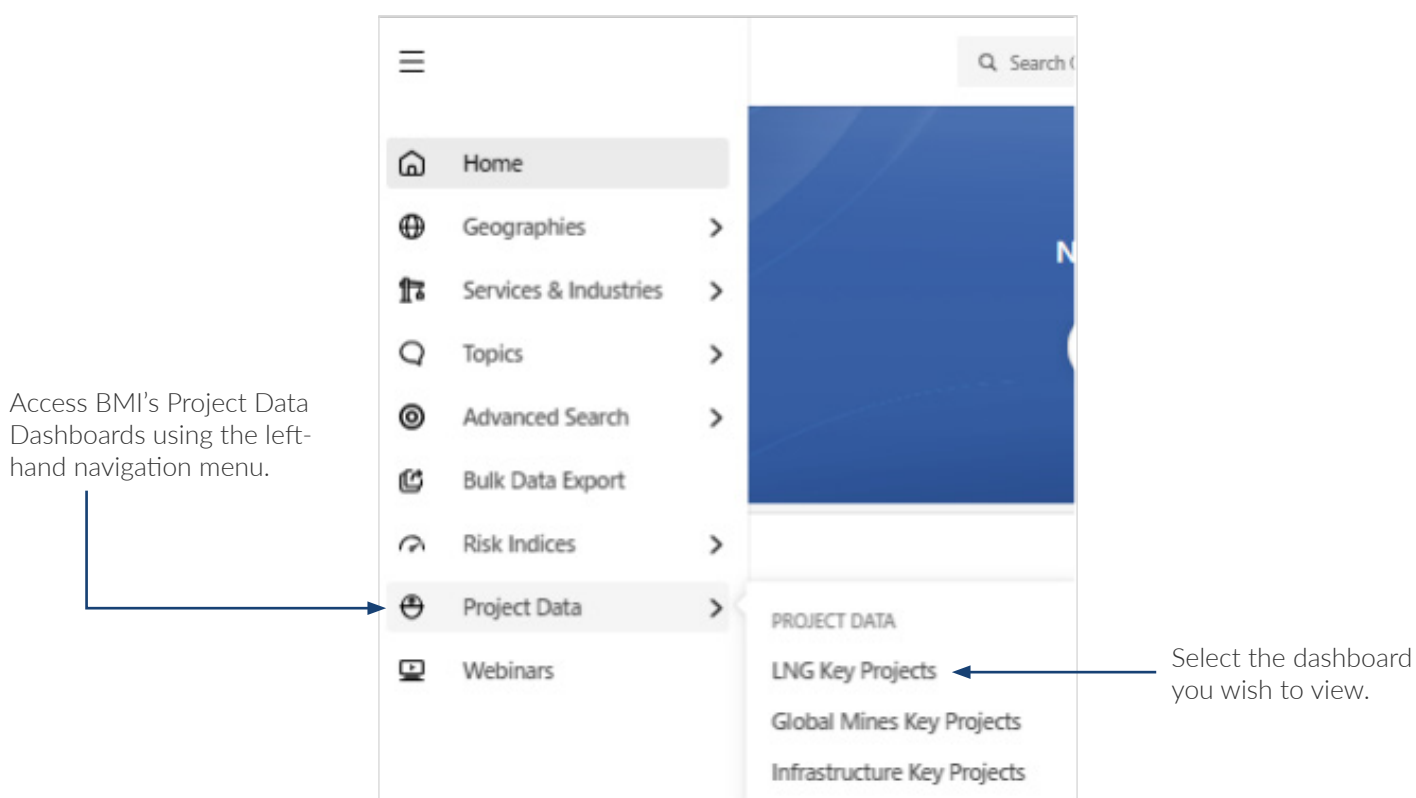 Search
Home
Geographies
Services & Industries
N
Topics
Access BMI's Project Data
Dashboards using the left-
hand navigation menu.
Advanced Search
Bulk Data Export
Risk Indices
Project Data
PROJECT DATA
Webinars
LNG Key Projects
Select the dashboard
you wish to view.
Global Mines Key Projects
Infrastructure Key Projects